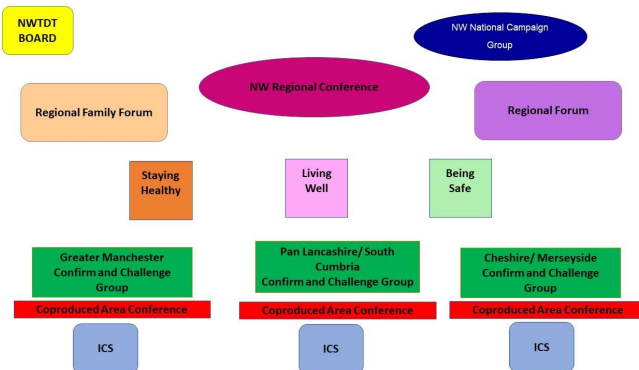 NWTDT
BOARD
NW National Campaign
Group
NW Regional Conference
Regional Family Forum
Regional Forum
Staying
Healthy
Living
Well
Being
Safe
Greater Manchester
Confirm and Challenge
Group
Pan Lancashire/ South
Cumbria
Confirm and Challenge Group
Cheshire/ Merseyside
Confirm and Challenge
Group
Coproduced Area Conference
Coproduced Area Conference
Coproduced Area Conference
ICS
ICS
ICS